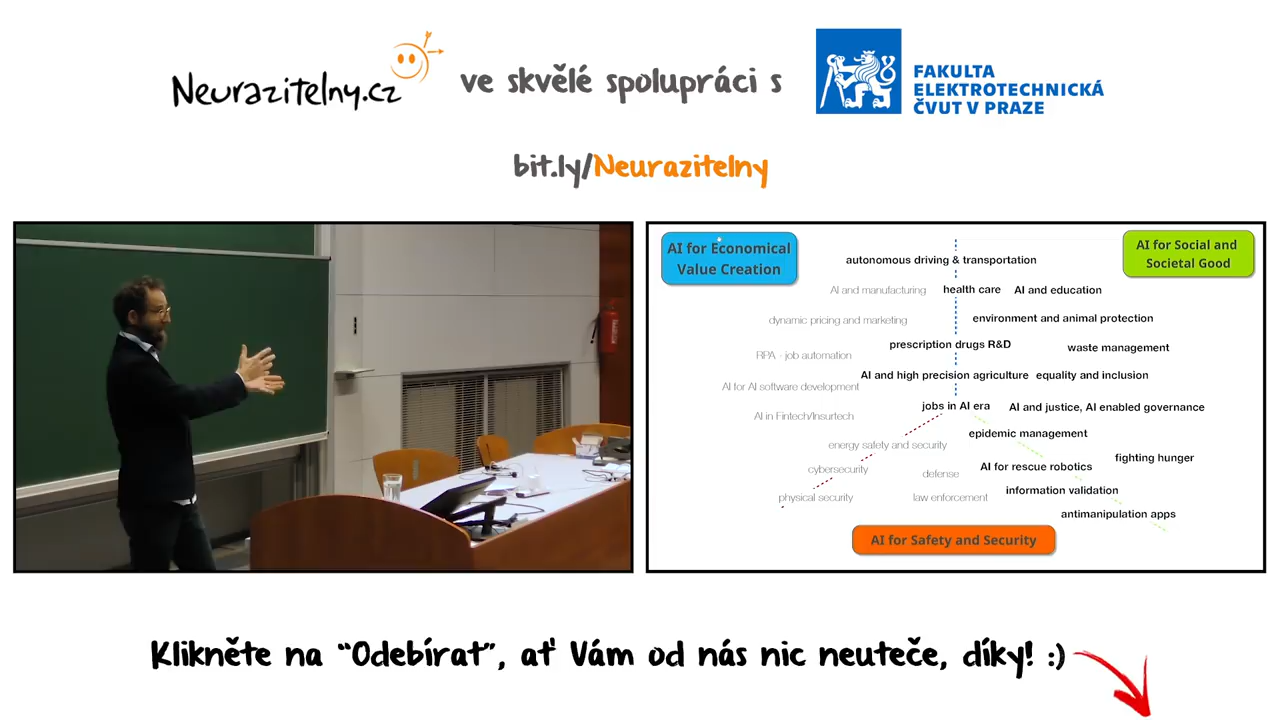 Neurazitelny.cz ve skvělé spolupráci s
FAKULTA
ELEKTROTECHNICKÁ
ČVUT V PRAZE
bit.ly/Neurazitelny
AI for Economical
Value Creation
AI for Social and
Societal Good
autonomous driving & transportation
AI and manufacturing
health care
AI and education
dynamic pricing and marketing
environment and animal protection
prescription drugs R&D
waste management
RPA - job automation
AI and high precision agriculture
equality and inclusion
AI for AI software development
jobs in AI era
AI and justice, AI enabled governance
AI in Fintech/Insurtech
epidemic management
energy safety and security
fighting hunger
cybersecurity
defense
AI for rescue robotics
physical security
law enforcement
information validation
antimanipulation apps
AI for Safety and Security
Klikněte na “Odebírat”, ať Vám od nás nic neuteče, díky! :)